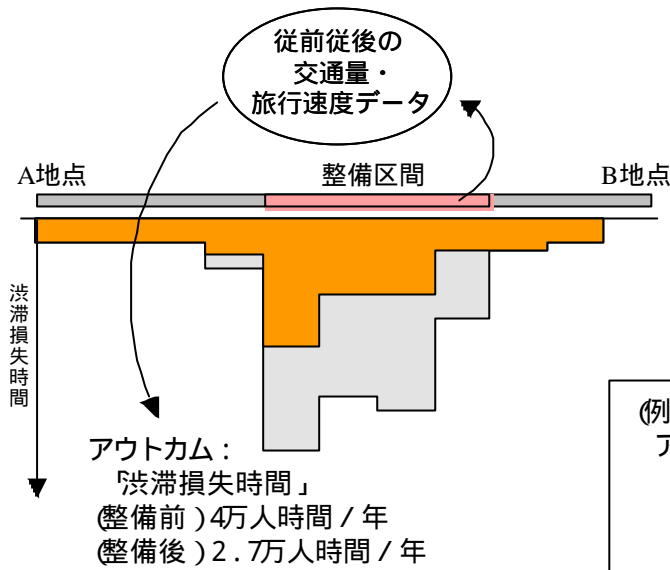 従前従後の
交通量・
旅行速度データ
A地点
整備区間
B地点
渋滞損失時間
アウトカム：
「渋滞損失時間」
(整備前)4万人時間/年
(整備後)2.7万人時間/年
(例
ア